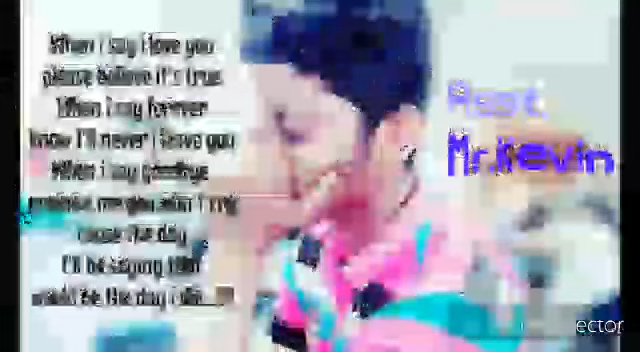 When i say i love you
please believe it's true
When i say forever
know I'll never i leave you
When i say goodbye
promise me you won't cry
cause the day
I'll be saying that
would be the day i die...!!!
Mr.Kevin
ector